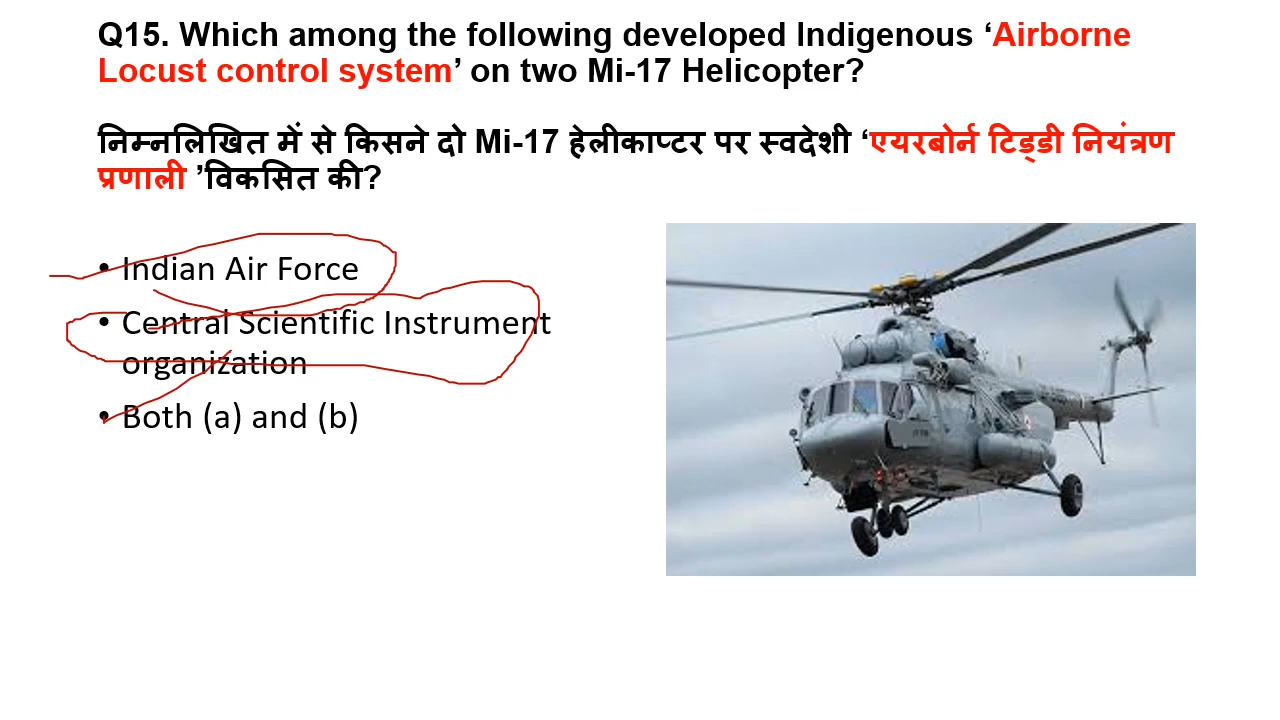 Q15. Which among the following developed Indigenous ‘Airborne
Locust control system’ on two Mi-17 Helicopter?
निम्नलिखित में से किसने दो Mi-17 हेलीकाप्टर पर स्वदेशी ‘एयरबोर्न टिड्डी नियंत्रण
प्रणाली ’विकसित की?
• Indian Air Force
• Central Scientific Instrument
organization
• Both (a) and (b)